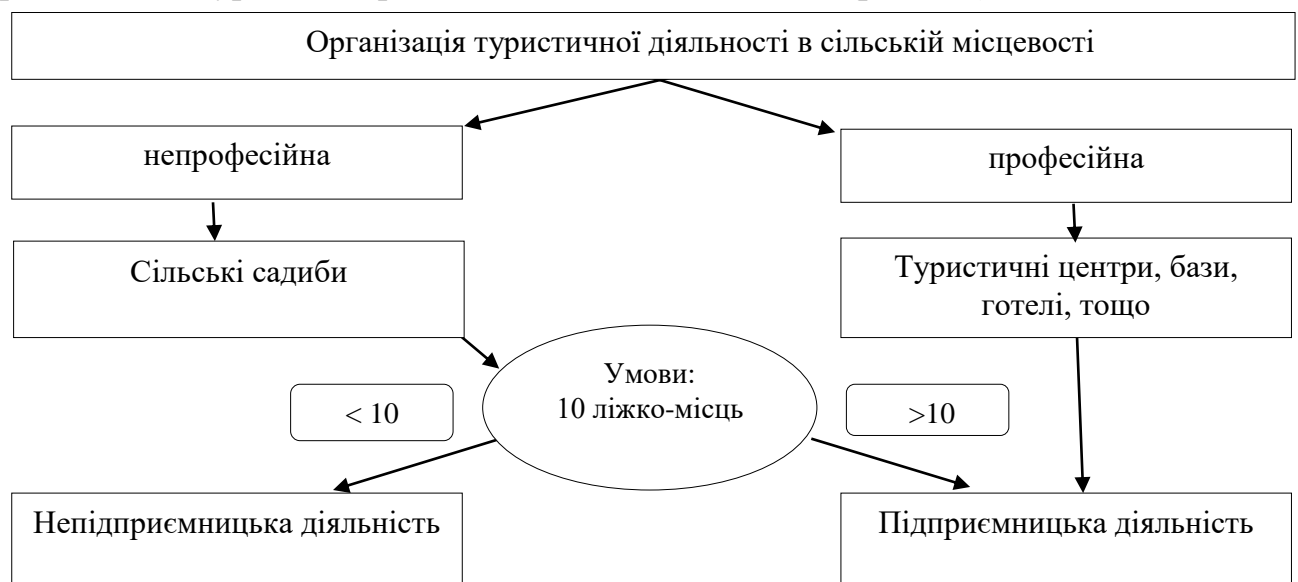 Організація туристичної діяльності в сільській місцевості
непрофесійна
професійна
Сільські садиби
Туристичні центри, бази,
готелі, тощо
Умови:
10 ліжко-місць
< 10
>10
Непідприємницька діяльність
Підприємницька діяльність